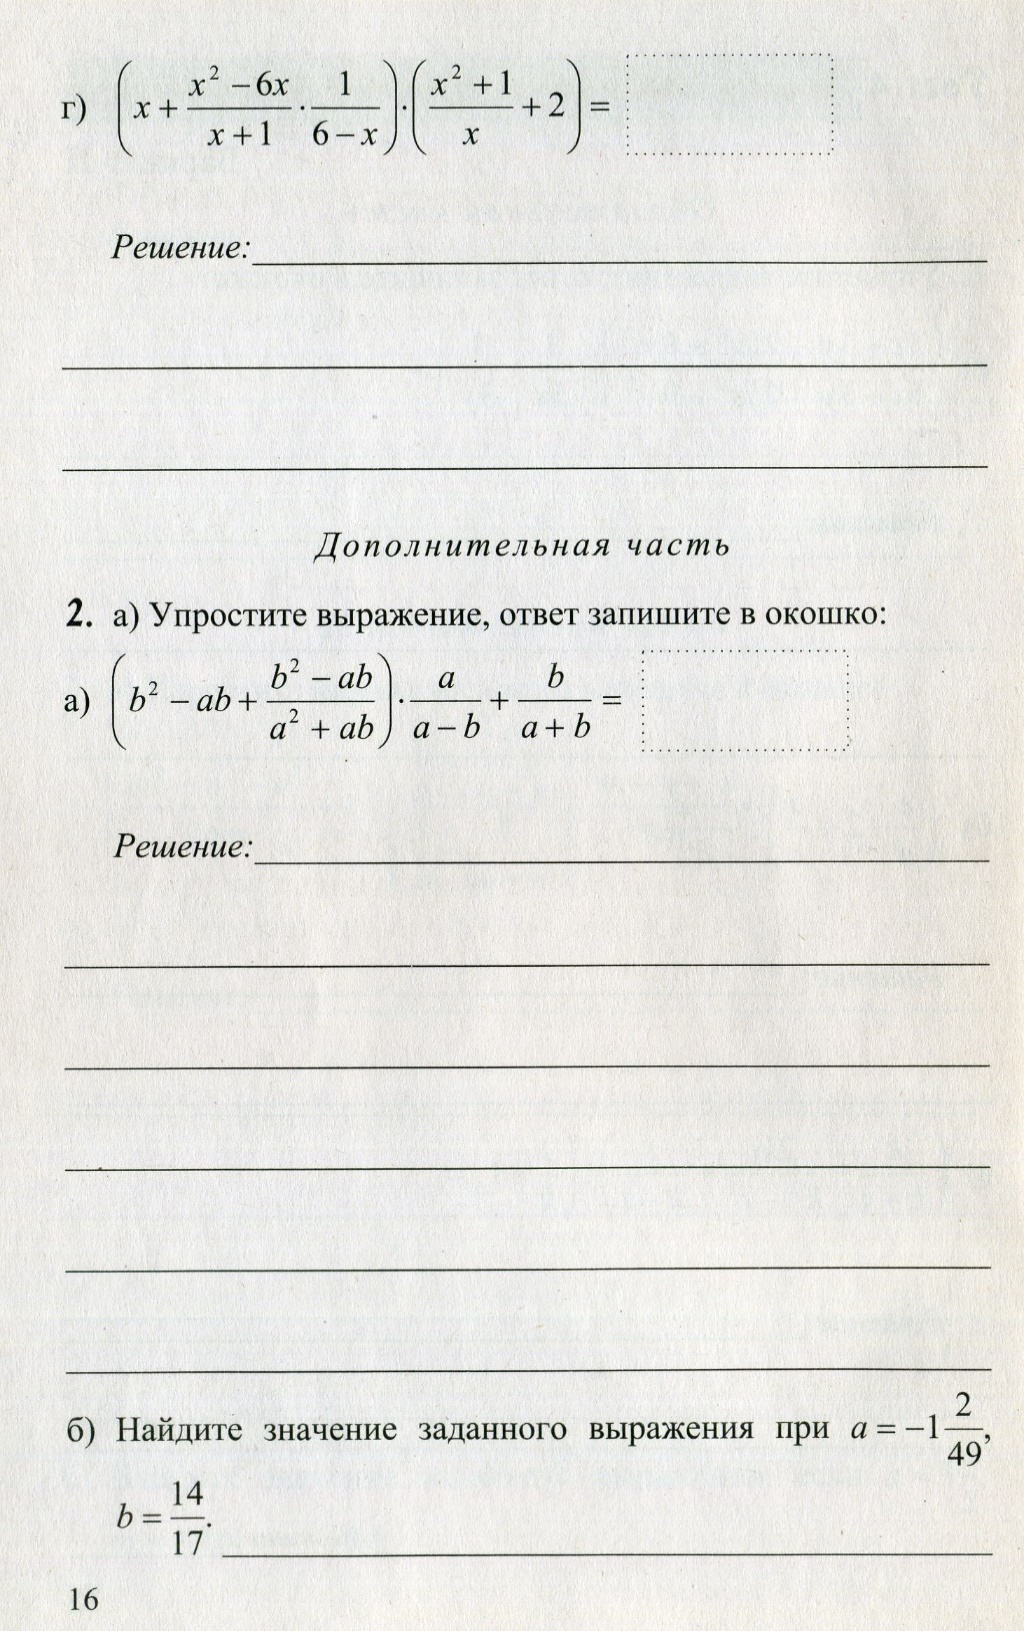 г) (x + (x² − 6x)/(x + 1) · 1/(6 − x)) · ((x² + 1)/x + 2) =
Решение:
Дополнительная часть
2. а) Упростите выражение, ответ запишите в окошко:
а) (b² − ab + (b² − ab)/(a² + ab)) · a/(a − b) + b/(a + b) =
Решение:
б) Найдите значение заданного выражения при a = −1 2/49,
b = 14/17.
16